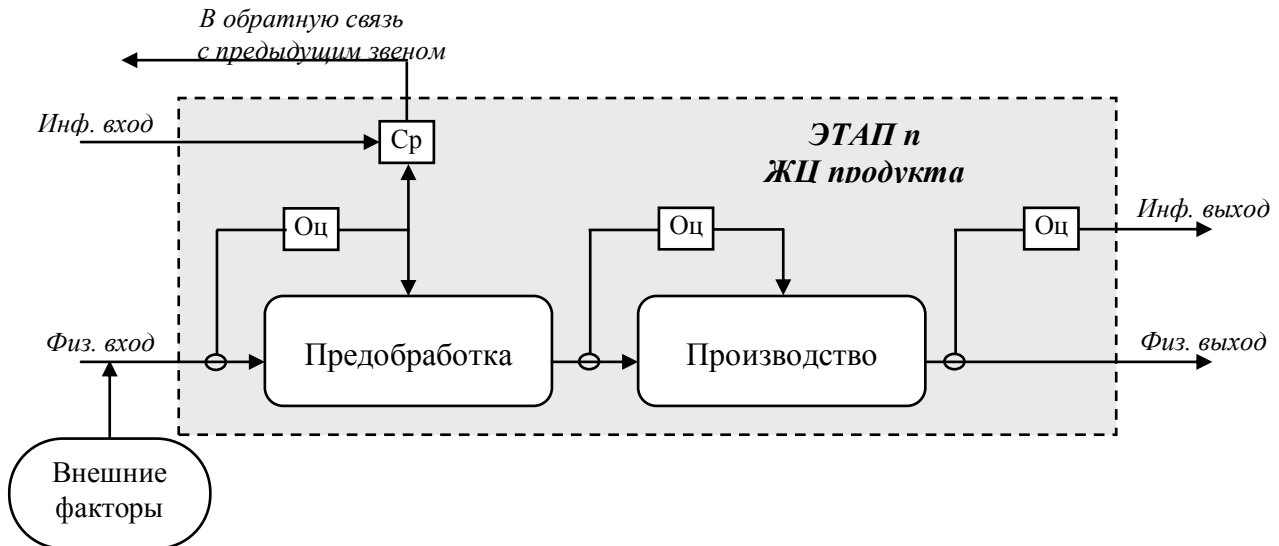 В обратную связь
с предыдущим звеном
Инф. вход
Ср
ЭТАП n
ЖЦ продукта
Оц
Оц
Оц
Инф. выход
Физ. вход
Предобработка
Производство
Физ. выход
Внешние
факторы